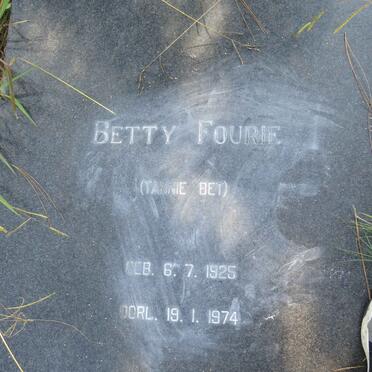 BETTY FOURIE
(TANNIE BET)
GEB. 6. 7. 1925
OORL. 19. 1. 1974